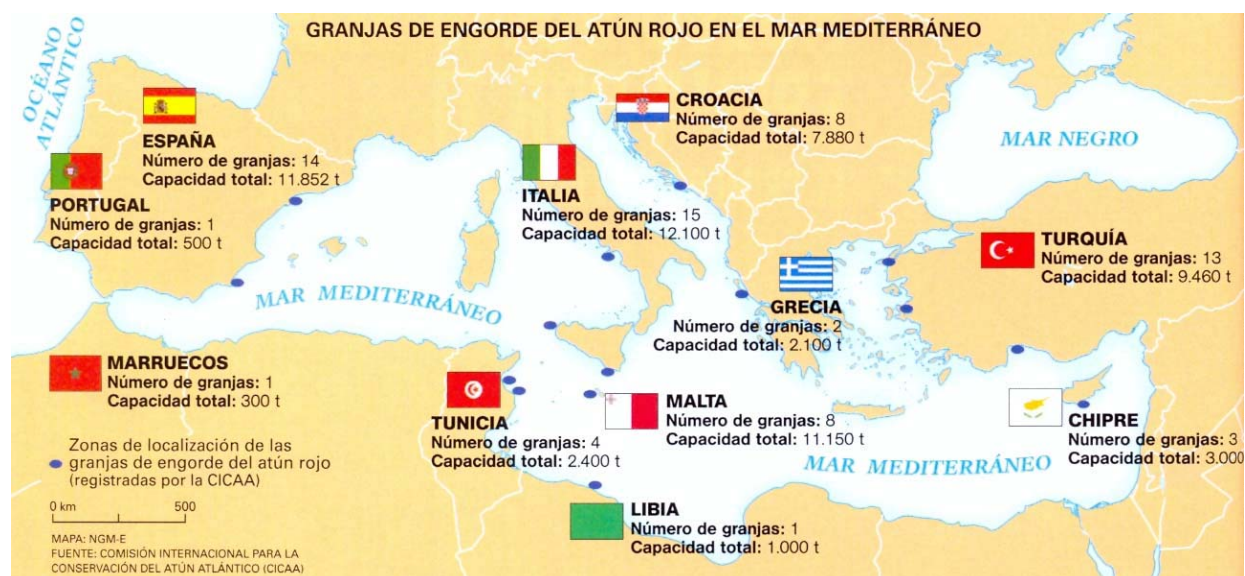 GRANJAS DE ENGORDE DEL ATÚN ROJO EN EL MAR MEDITERRÁNEO
OCÉANO
ATLÁNTICO
ESPAÑA
Número de granjas: 14
Capacidad total: 11.852 t
PORTUGAL
Número de granjas: 1
Capacidad total: 500 t
CROACIA
Número de granjas: 8
Capacidad total: 7.880 t
MAR NEGRO
ITALIA
Número de granjas: 15
Capacidad total: 12.100 t
TURQUÍA
Número de granjas: 13
Capacidad total: 9.460 t
MAR MEDITERRÁNEO
GRECIA
Número de granjas: 2
Capacidad total: 2.100 t
MARRUECOS
Número de granjas: 1
Capacidad total: 300 t
TUNICIA
Número de granjas: 4
Capacidad total: 2.400 t
MALTA
Número de granjas: 8
Capacidad total: 11.150 t
CHIPRE
Número de granjas: 3
Capacidad total: 3.000
MAR MEDITERRÁNEO
LIBIA
Número de granjas: 1
Capacidad total: 1.000 t
Zonas de localización de las
granjas de engorde del atún rojo
(registradas por la CICAA)
0 km 500
MAPA: NGM-E
FUENTE: COMISIÓN INTERNACIONAL PARA LA
CONSERVACIÓN DEL ATÚN ATLÁNTICO (CICAA)